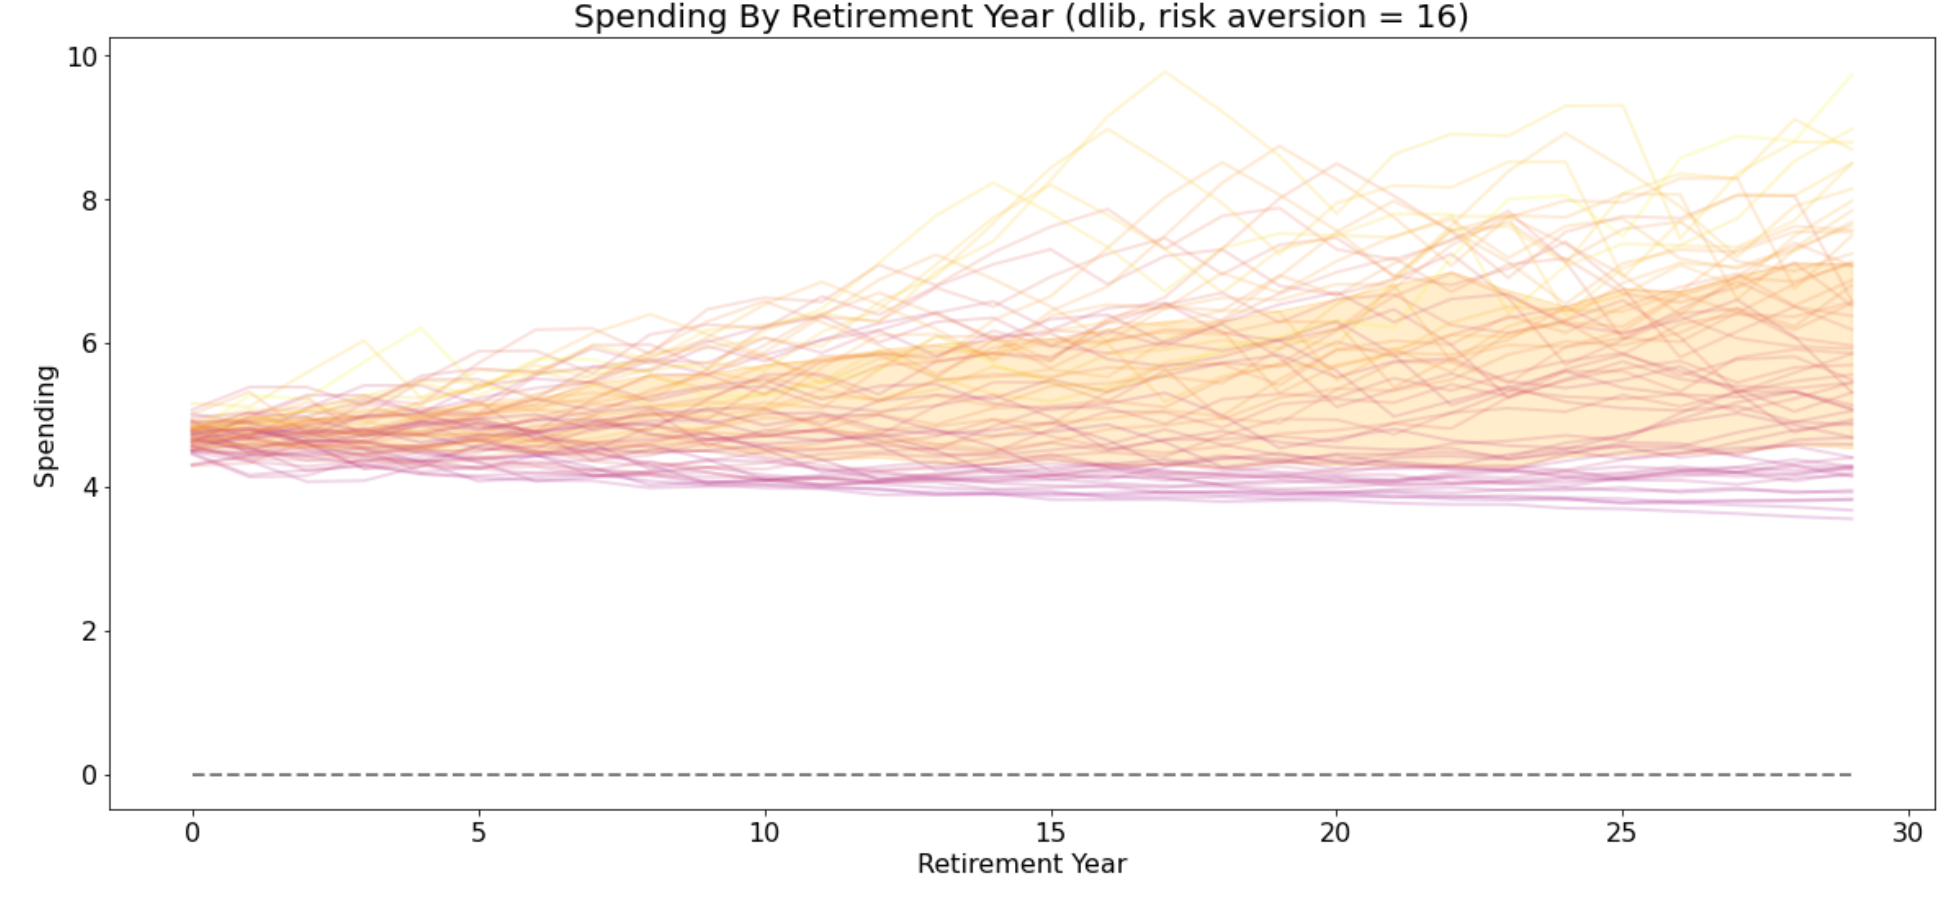 Spending By Retirement Year (dlib, risk aversion = 16)
10
8
6
4
2
0
Spending
0 5 10 15 20 25 30
Retirement Year